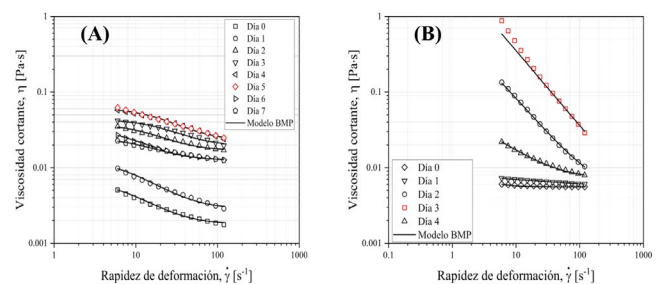 (A)
Viscosidad cortante, η [Pa·s]
1
0.1
0.01
0.001
1
10
100
1000
Rapidez de deformación, γ̇ [s⁻¹]
Día 0
Día 1
Día 2
Día 3
Día 4
Día 5
Día 6
Día 7
Modelo BMP
(B)
Viscosidad cortante, η [Pa·s]
1
0.1
0.01
0.001
0.1
1
10
100
1000
Rapidez de deformación, γ̇ [s⁻¹]
Día 0
Día 1
Día 2
Día 3
Día 4
Modelo BMP